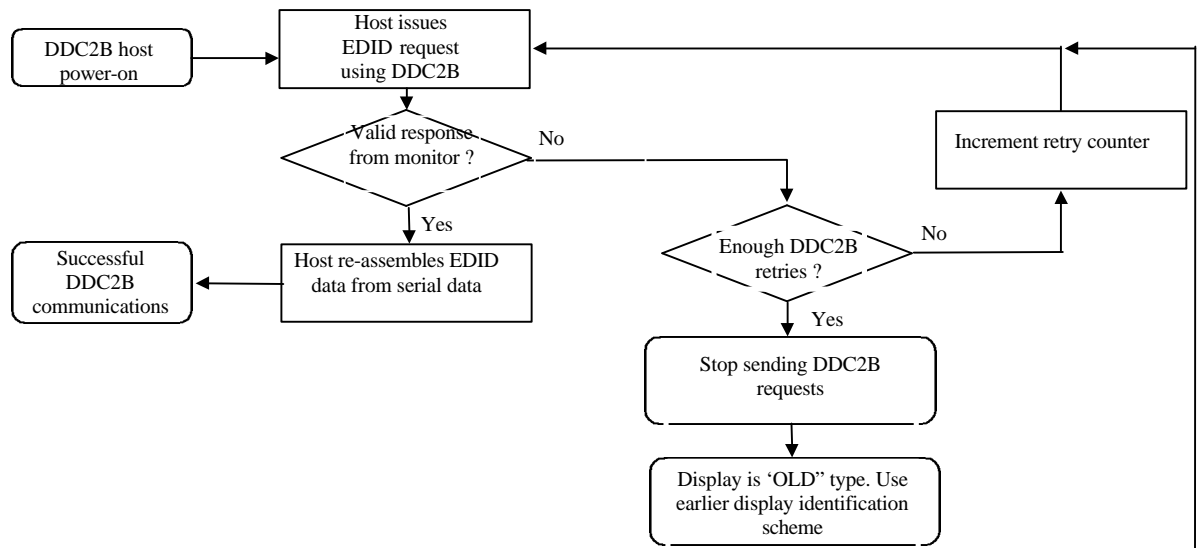 DDC2B host
power-on
Host issues
EDID request
using DDC2B
Valid response
from monitor ?
No
Increment retry counter
Yes
Enough DDC2B
retries ?
No
Successful
DDC2B
communications
Host re-assembles EDID
data from serial data
Yes
Stop sending DDC2B
requests
Display is ‘OLD” type. Use
earlier display identification
scheme